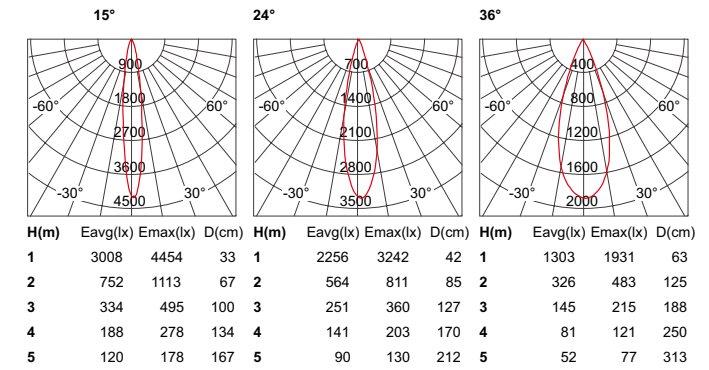 15° 24° 36°
900 700 400
1800 1400 800
-60° 60° -60° 60° -60° 60°
2700 2100 1200
3600 2800 1600
-30° 30° -30° 30° -30° 30°
4500 3500 2000
H(m) Eavg(lx) Emax(lx) D(cm) H(m) Eavg(lx) Emax(lx) D(cm) H(m) Eavg(lx) Emax(lx) D(cm)
1 3008 4454 33 1 2256 3242 42 1 1303 1931 63
2 752 1113 67 2 564 811 85 2 326 483 125
3 334 495 100 3 251 360 127 3 145 215 188
4 188 278 134 4 141 203 170 4 81 121 250
5 120 178 167 5 90 130 212 5 52 77 313